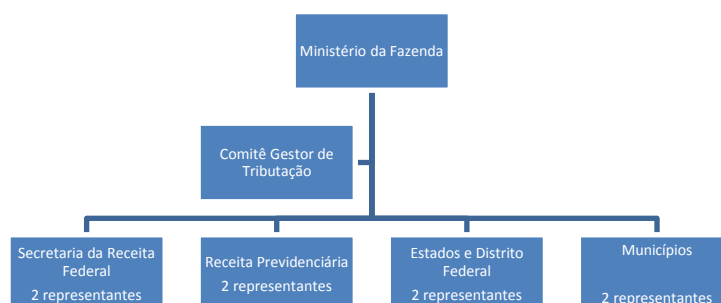 Ministério da Fazenda
Comitê Gestor de
Tributação
Secretaria da Receita
Federal
2 representantes
Receita Previdenciária
2 representantes
Estados e Distrito
Federal
2 representantes
Municípios
2 representantes